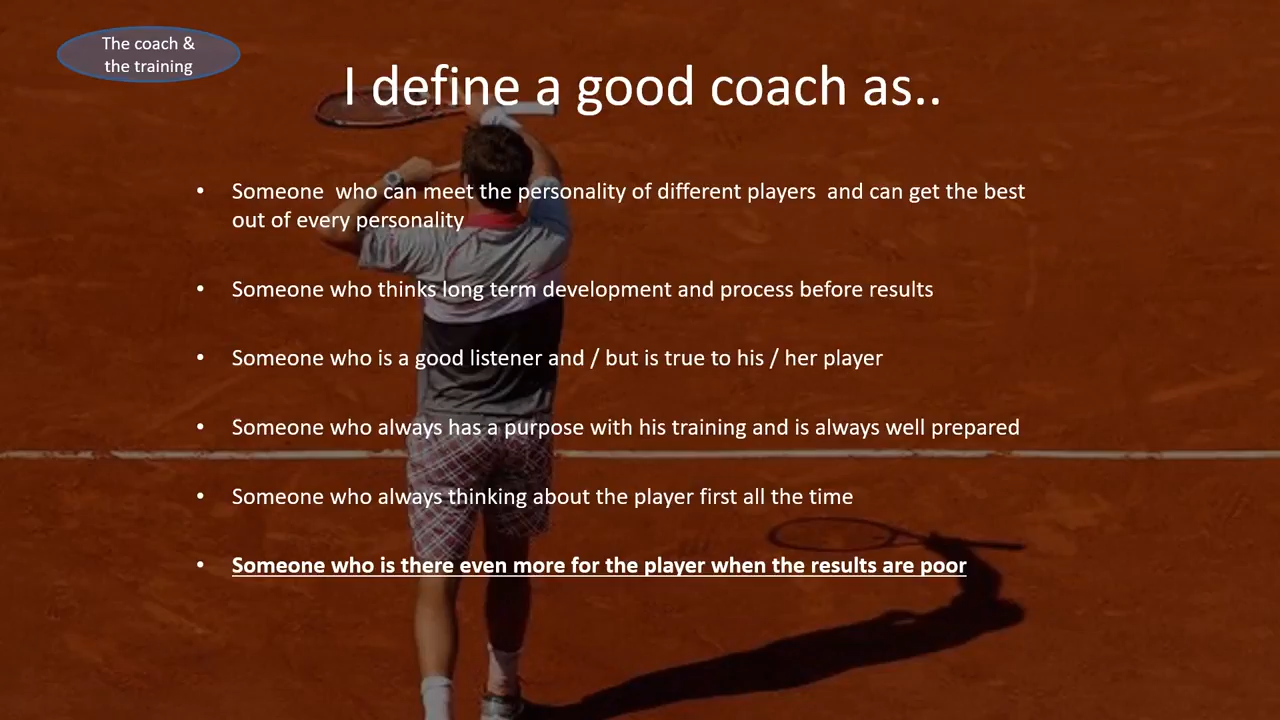 The coach &
the training
I define a good coach as..
• Someone  who can meet the personality of different players  and can get the best
out of every personality
• Someone who thinks long term development and process before results
• Someone who is a good listener and / but is true to his / her player
• Someone who always has a purpose with his training and is always well prepared
• Someone who always thinking about the player first all the time
• Someone who is there even more for the player when the results are poor